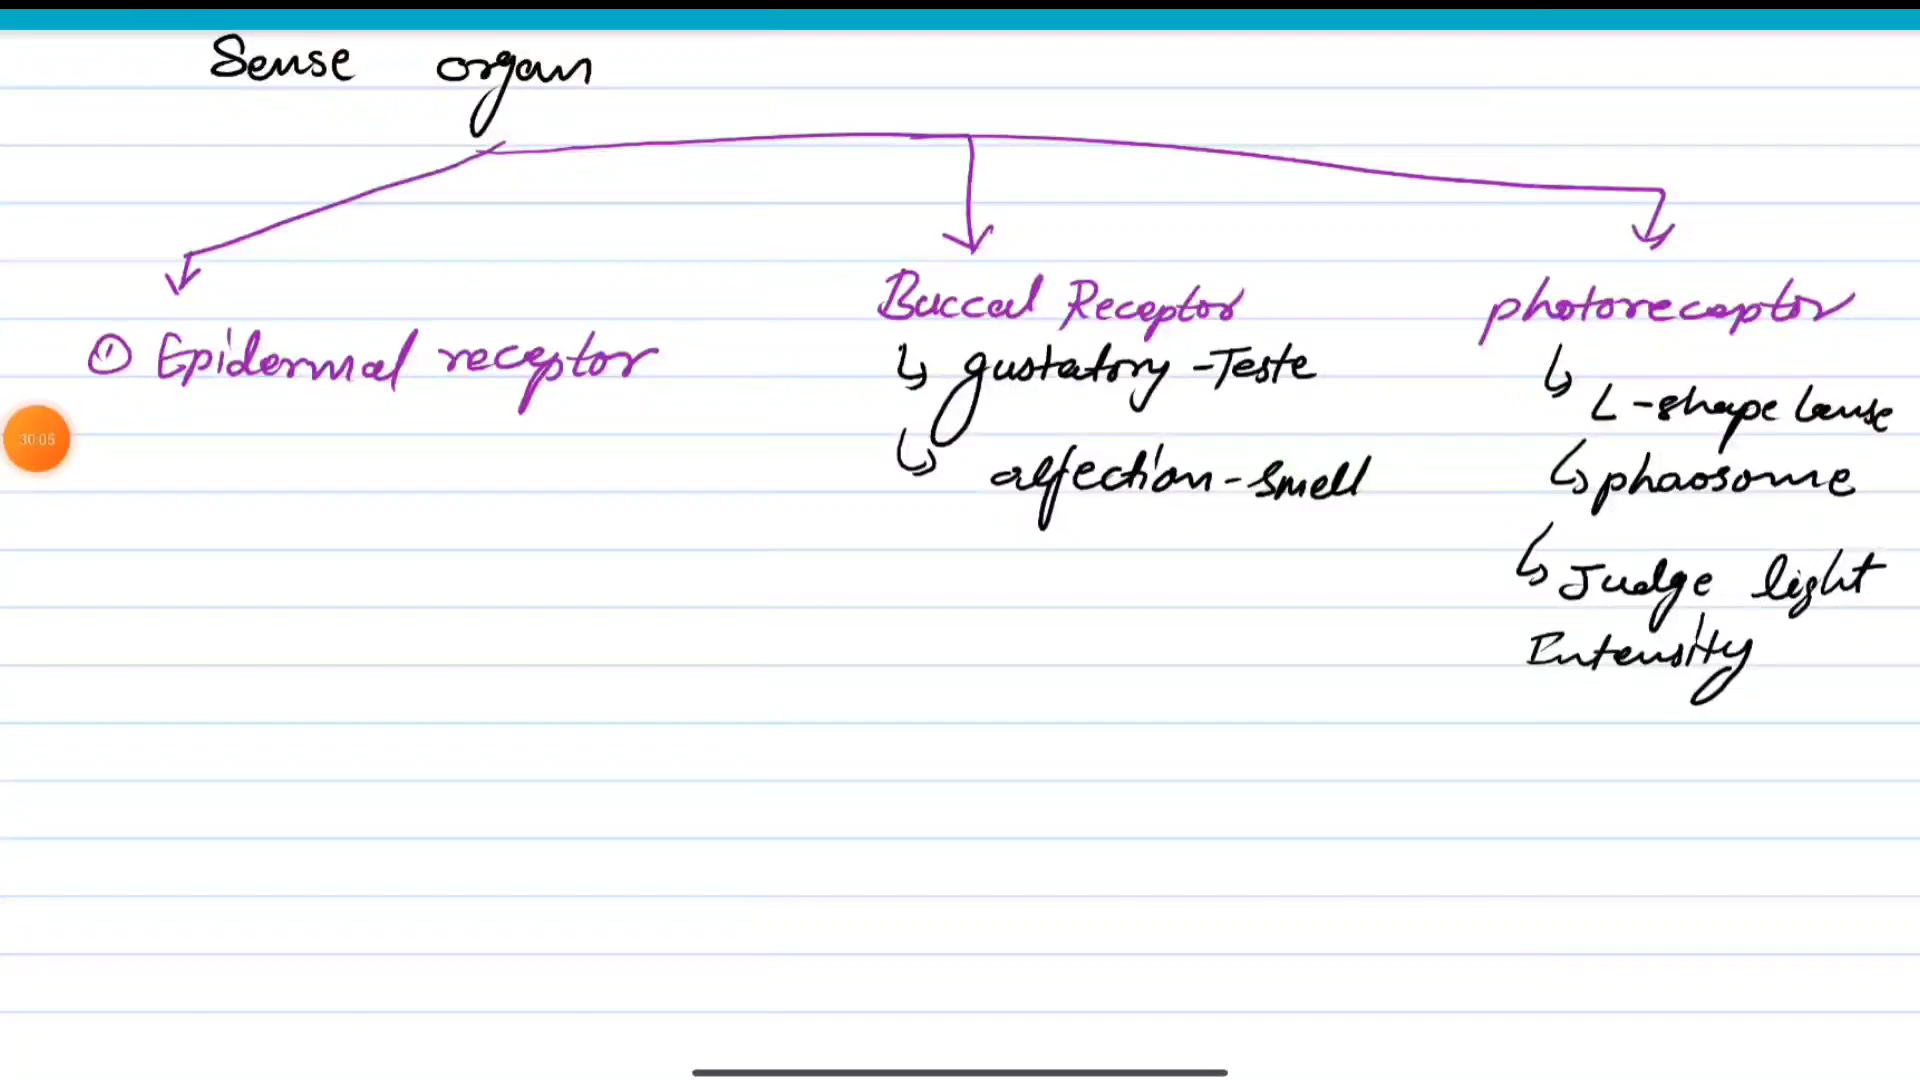 Sense organ
① Epidermal receptor
Buccal Receptor
↳ gustatory - Teste
↳ olfection - Smell
photoreceptor
↳ L-shape lense
↳ phaosome
↳ Judge light
Intensity
30:05